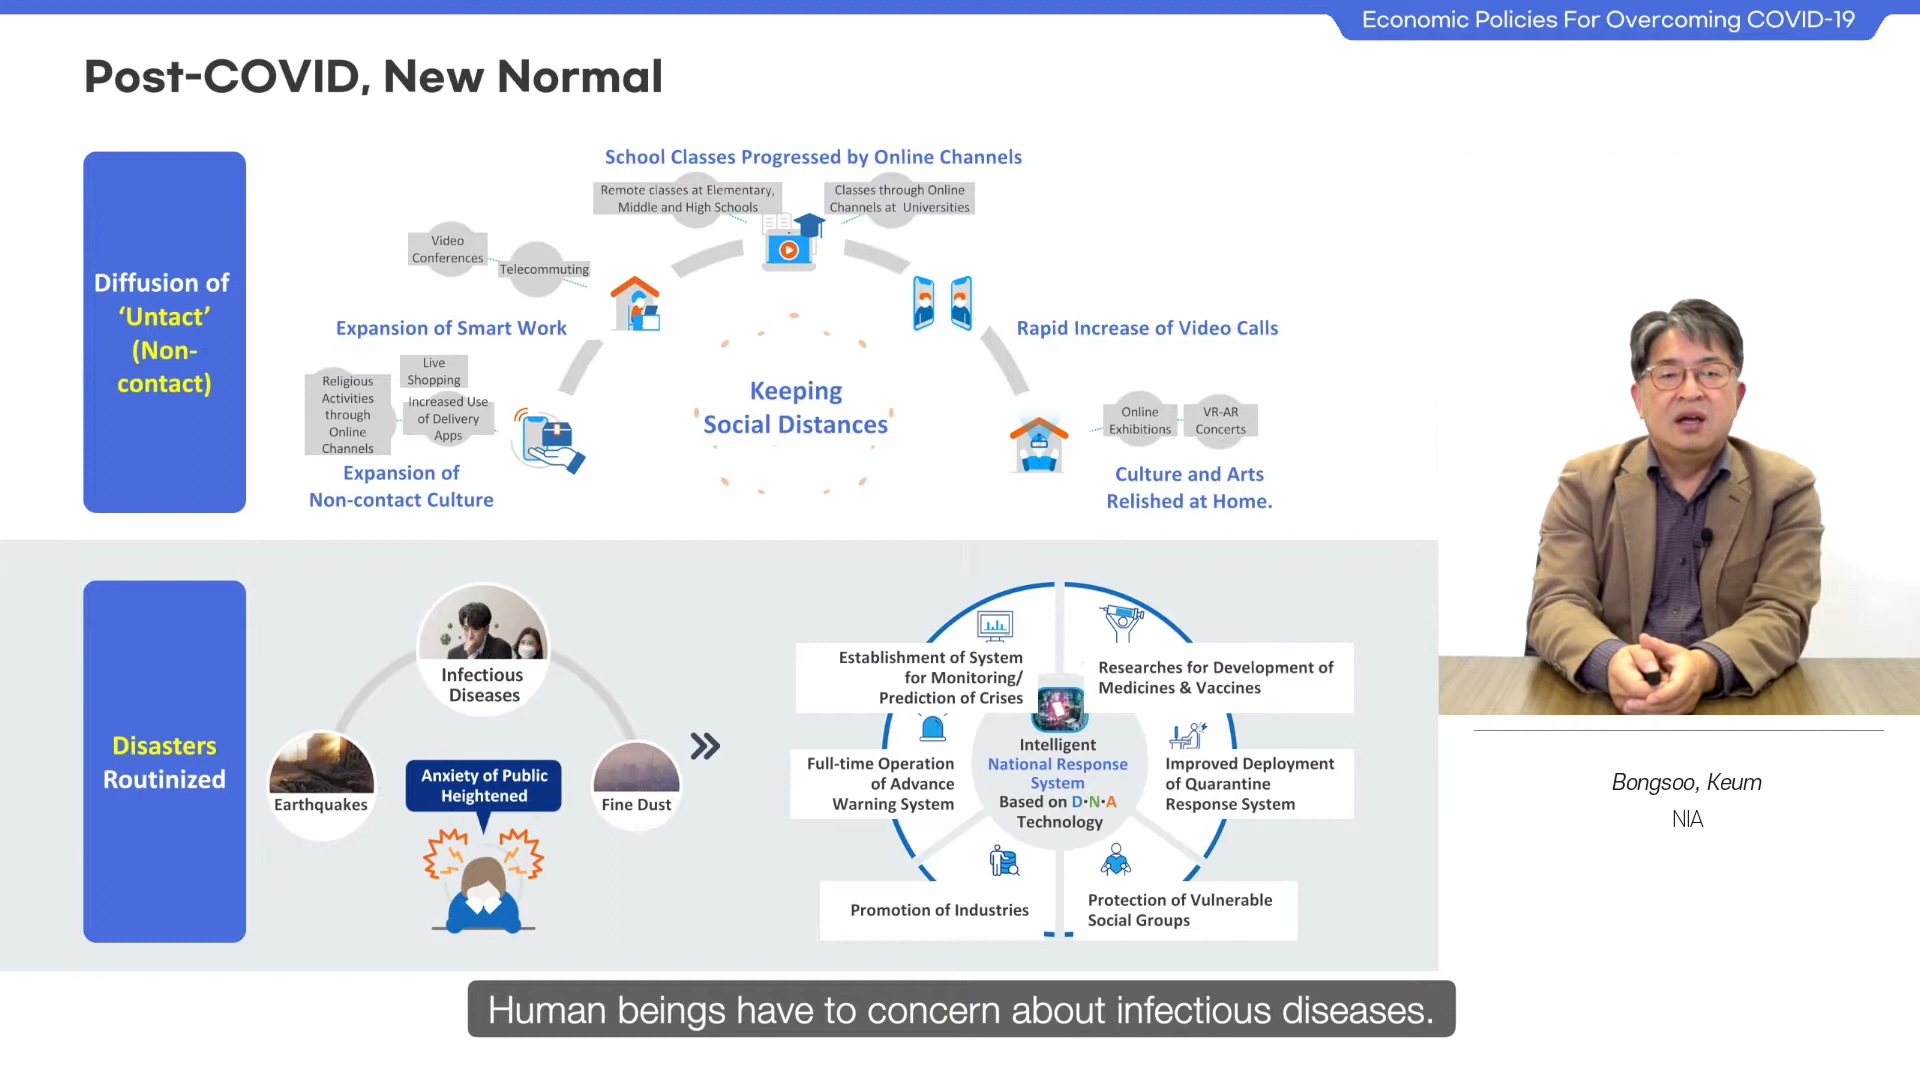 Economic Policies For Overcoming COVID-19
Post-COVID, New Normal
Diffusion of
‘Untact’
(Non-
contact)
School Classes Progressed by Online Channels
Remote classes at Elementary,
Middle and High Schools
Classes through Online
Channels at Universities
Video
Conferences
Telecommuting
Expansion of Smart Work
Rapid Increase of Video Calls
Live
Shopping
Religious
Activities
through
Online
Channels
Increased Use
of Delivery
Apps
Expansion of
Non-contact Culture
Keeping
Social Distances
Online
Exhibitions
VR-AR
Concerts
Culture and Arts
Relished at Home.
Disasters
Routinized
Infectious
Diseases
Earthquakes
Anxiety of Public
Heightened
Fine Dust
Establishment of System
for Monitoring/
Prediction of Crises
Researches for Development of
Medicines & Vaccines
Full-time Operation
of Advance
Warning System
Intelligent
National Response
System
Based on D·N·A
Technology
Improved Deployment
of Quarantine
Response System
Promotion of Industries
Protection of Vulnerable
Social Groups
Bongsoo, Keum
NIA
Human beings have to concern about infectious diseases.